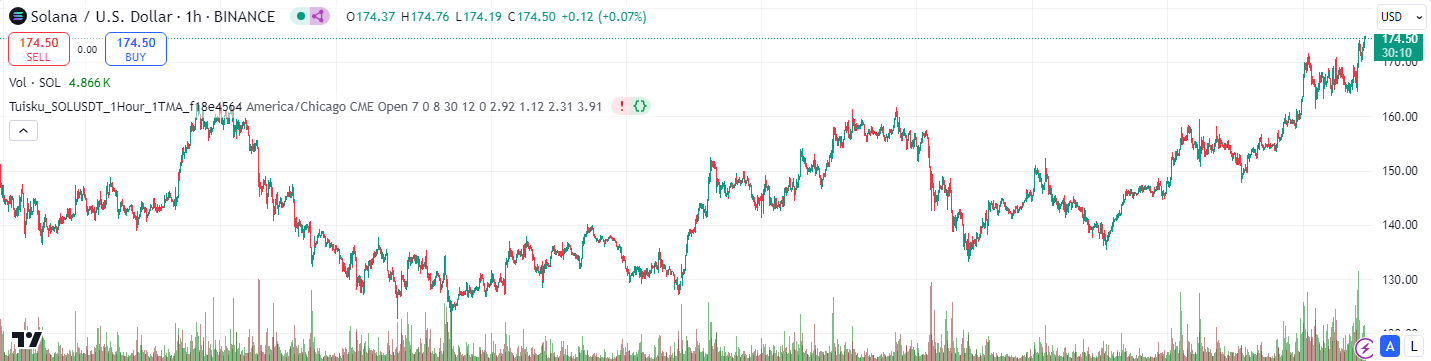 Solana / U.S. Dollar · 1h · BINANCE O174.37 H174.76 L174.19 C174.50 +0.12 (+0.07%)
USD
174.50
SELL
0.00
174.50
BUY
Vol · SOL 4.866 K
Tuisku_SOLUSDT_1Hour_1TMA_f18e4564 America/Chicago CME Open 7 0 8 30 12 0 2.92 1.12 2.31 3.91 ! {}
174.50
30:10
170.00
160.00
150.00
140.00
130.00
A L